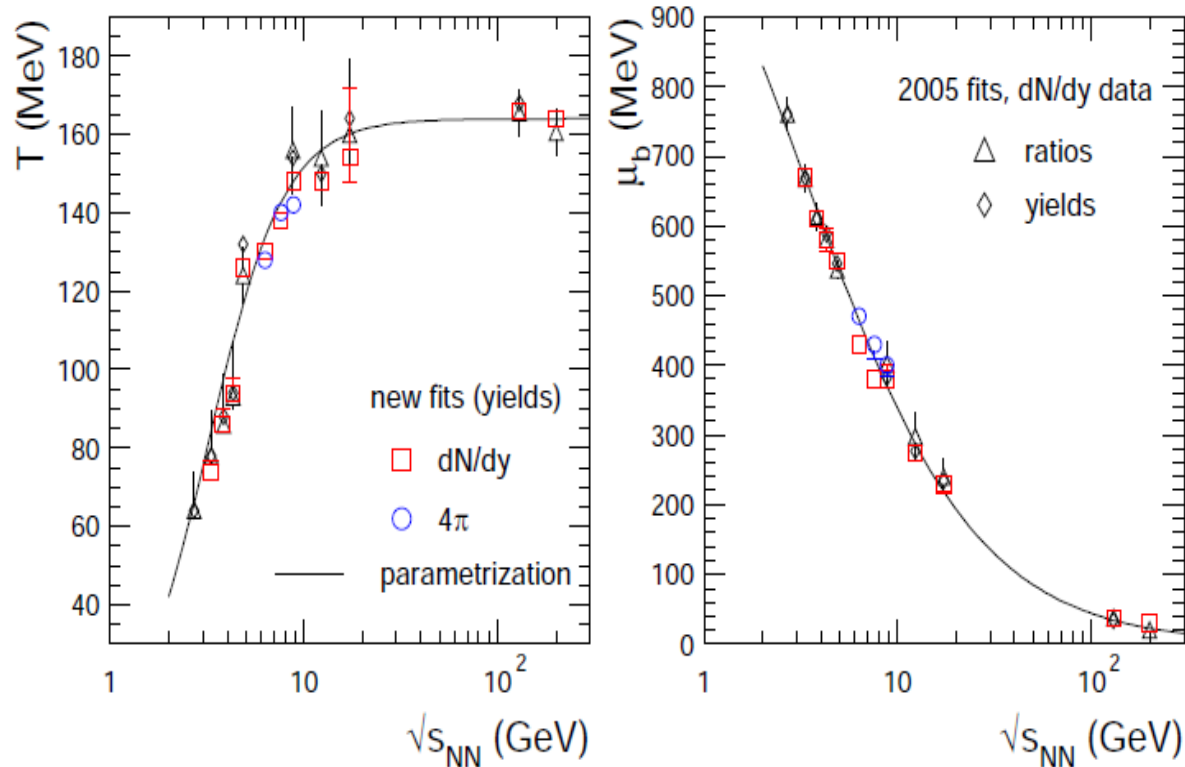 T (MeV)
180
160
140
120
100
80
60
40
new fits (yields)
dN/dy
4π
parametrization
1
10
10²
√s_NN (GeV)
μ_b (MeV)
900
800
700
600
500
400
300
200
100
0
2005 fits, dN/dy data
ratios
yields
1
10
10²
√s_NN (GeV)